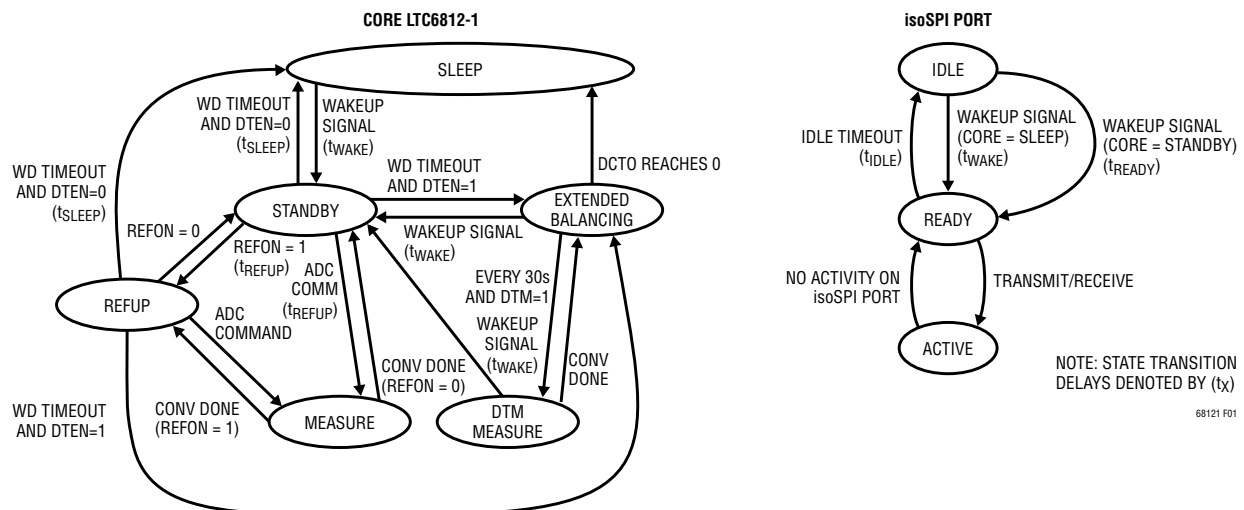 CORE LTC6812-1
SLEEP
WD TIMEOUT
AND DTEN=0
(tSLEEP)
WAKEUP
SIGNAL
(tWAKE)
WD TIMEOUT
AND DTEN=0
(tSLEEP)
WD TIMEOUT
AND DTEN=1
DCTO REACHES 0
STANDBY
EXTENDED
BALANCING
WAKEUP SIGNAL
(tWAKE)
REFON = 0
REFON = 1
(tREFUP)
ADC
COMM
(tREFUP)
EVERY 30s
AND DTM=1
REFUP
ADC
COMMAND
WAKEUP
SIGNAL
(tWAKE)
CONV DONE
(REFON = 0)
CONV
DONE
WD TIMEOUT
AND DTEN=1
CONV DONE
(REFON = 1)
MEASURE
DTM
MEASURE
isoSPI PORT
IDLE
IDLE TIMEOUT
(tIDLE)
WAKEUP SIGNAL
(CORE = SLEEP)
(tWAKE)
WAKEUP SIGNAL
(CORE = STANDBY)
(tREADY)
READY
NO ACTIVITY ON
isoSPI PORT
TRANSMIT/RECEIVE
ACTIVE
NOTE: STATE TRANSITION
DELAYS DENOTED BY (tX)
68121 F01